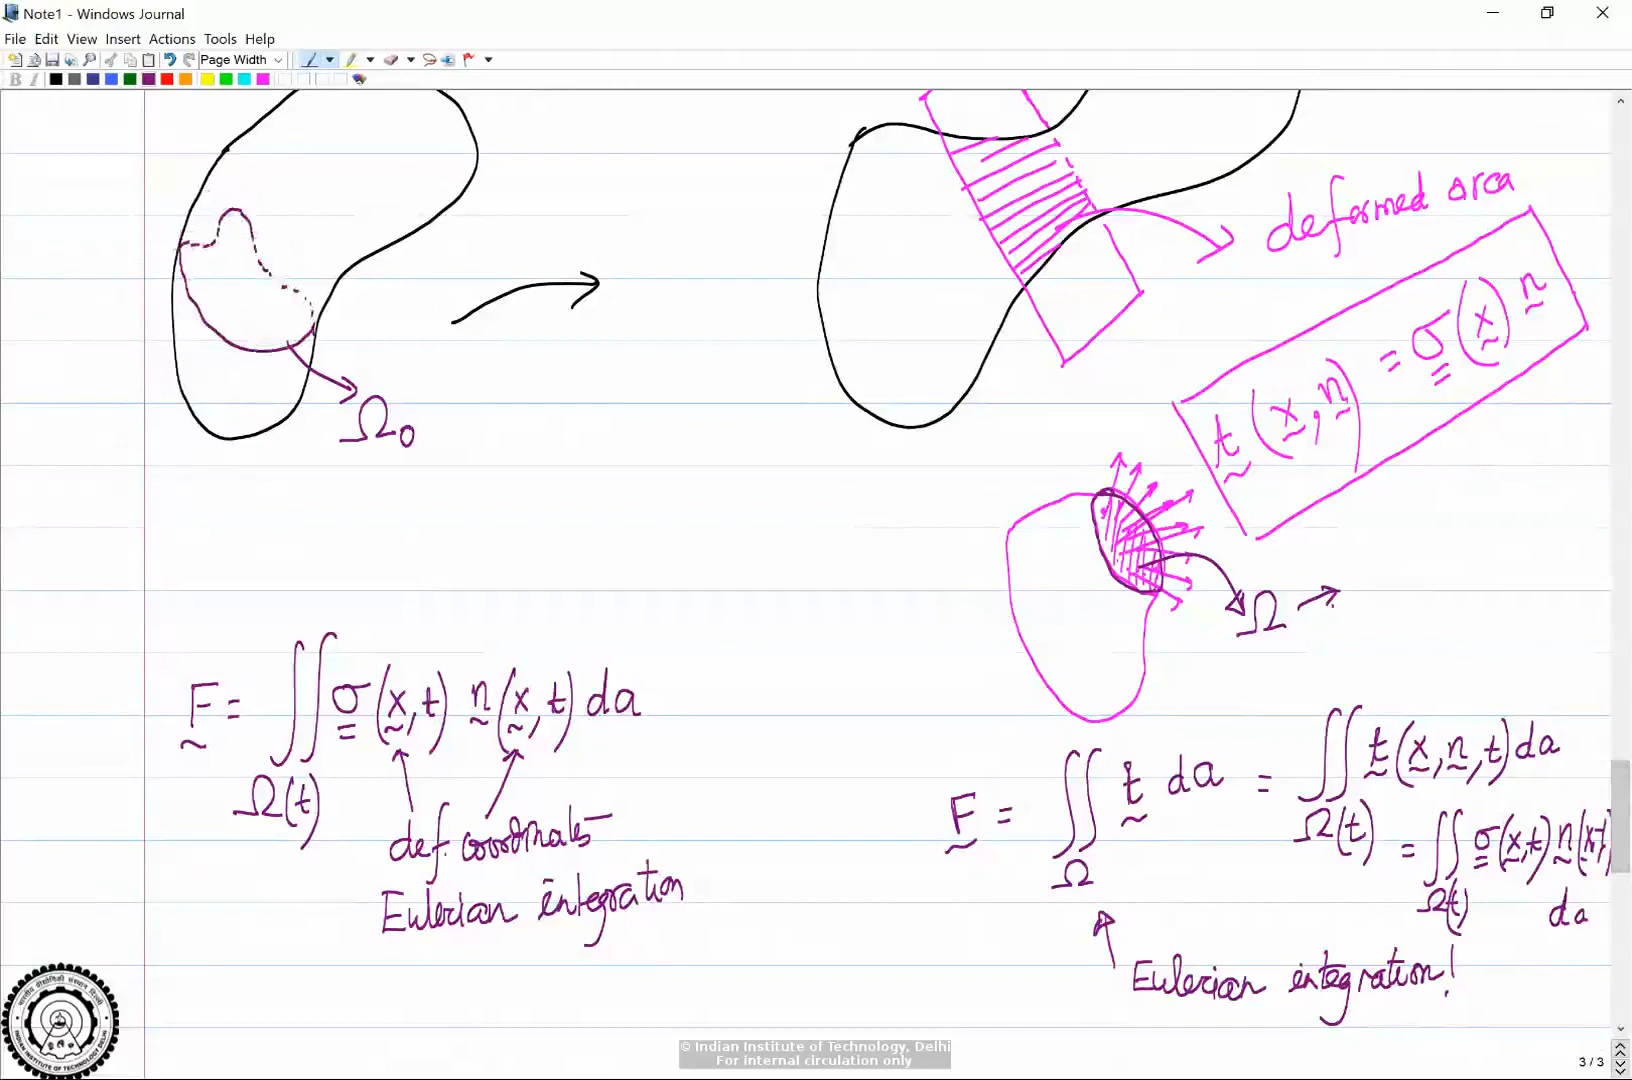 Note1 - Windows Journal
File Edit View Insert Actions Tools Help
Page Width
B I
deformed area
t(x, n) = σ(x) n
Ω₀
Ω
F = ∬ σ(x, t) n(x, t) da
Ω(t)
def. coordinates
Eulerian integration
F = ∬ t da = ∬ t(x, n, t) da
Ω Ω(t)
= ∬ σ(x, t) n(x, t)
Ω(t) da
Eulerian integration!
© Indian Institute of Technology, Delhi
For internal circulation only
3 / 3